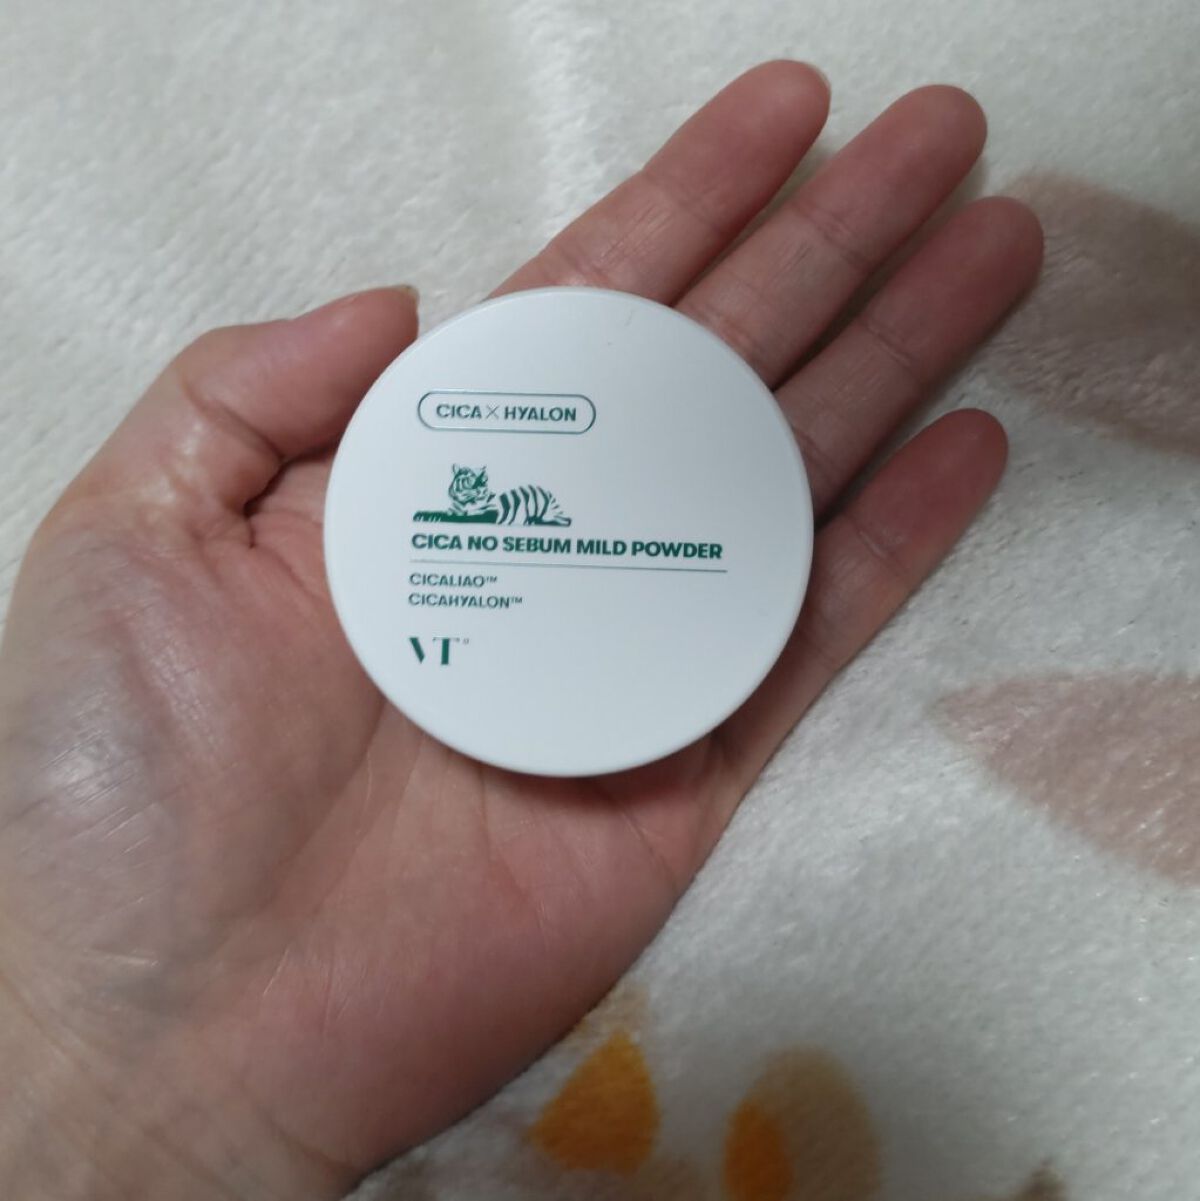 CICA×HYALON
CICA NO SEBUM MILD POWDER
CICALIAO™
CICAHYALON™
VT